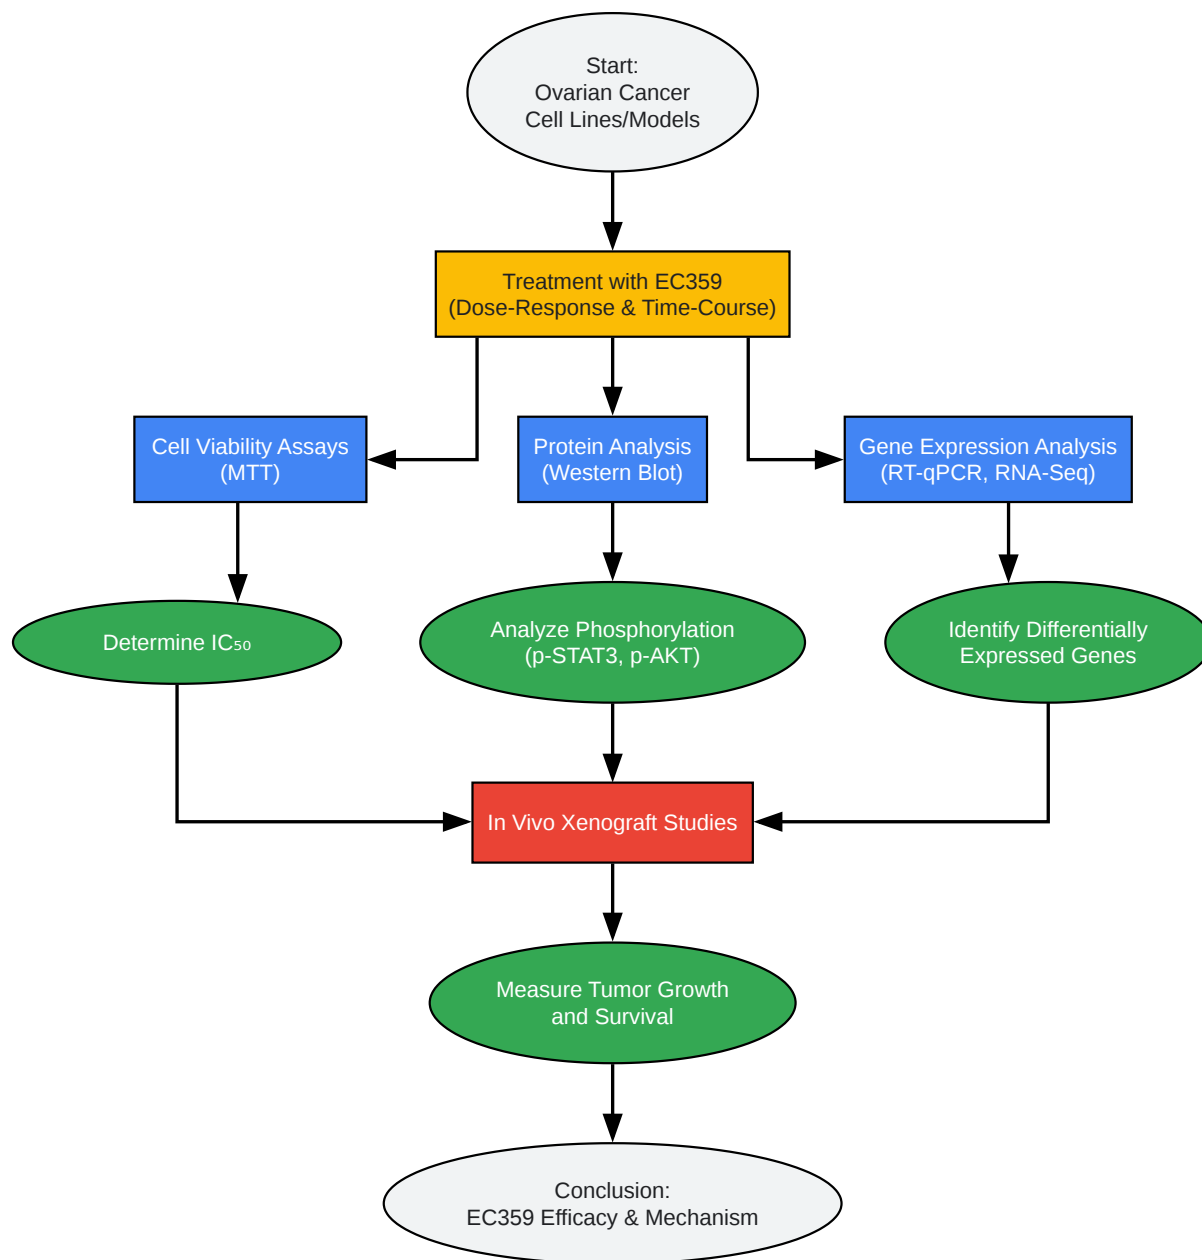 Start:
Ovarian Cancer
Cell Lines/Models
Treatment with EC359
(Dose-Response & Time-Course)
Cell Viability Assays
(MTT)
Protein Analysis
(Western Blot)
Gene Expression Analysis
(RT-qPCR, RNA-Seq)
Determine IC₅₀
Analyze Phosphorylation
(p-STAT3, p-AKT)
Identify Differentially
Expressed Genes
In Vivo Xenograft Studies
Measure Tumor Growth
and Survival
Conclusion:
EC359 Efficacy & Mechanism